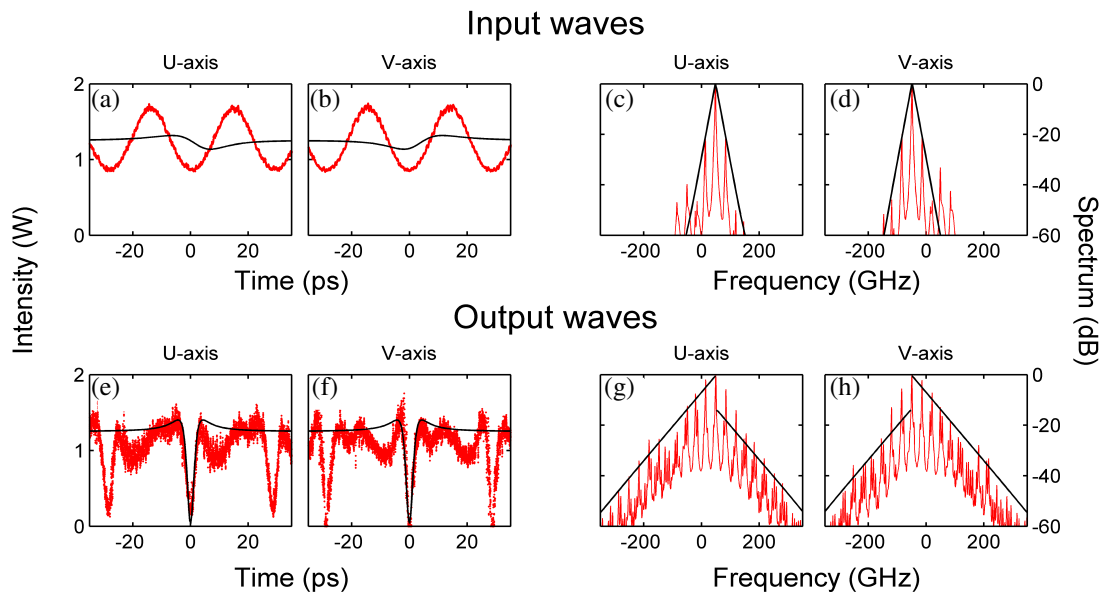 Input waves
U-axis V-axis U-axis V-axis
2 (a) (b) (c) (d) 0
1 -20
-40
0 -60
-20 0 20 -20 0 20 -200 0 200 -200 0 200
Time (ps) Frequency (GHz)
Intensity (W) Spectrum (dB)
Output waves
U-axis V-axis U-axis V-axis
2 (e) (f) (g) (h) 0
1 -20
-40
0 -60
-20 0 20 -20 0 20 -200 0 200 -200 0 200
Time (ps) Frequency (GHz)